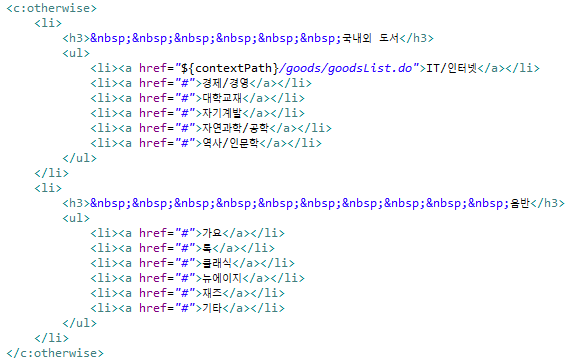 <c:otherwise>
<li>
<h3>&nbsp;&nbsp;&nbsp;&nbsp;&nbsp;&nbsp;국내외 도서</h3>
<ul>
<li><a href="${contextPath}/goods/goodsList.do">IT/인터넷</a></li>
<li><a href="#">경제/경영</a></li>
<li><a href="#">대학교재</a></li>
<li><a href="#">자기계발</a></li>
<li><a href="#">자연과학/공학</a></li>
<li><a href="#">역사/인문학</a></li>
</ul>
</li>
<li>
<h3>&nbsp;&nbsp;&nbsp;&nbsp;&nbsp;&nbsp;&nbsp;&nbsp;&nbsp;&nbsp;음반</h3>
<ul>
<li><a href="#">가요</a></li>
<li><a href="#">록</a></li>
<li><a href="#">클래식</a></li>
<li><a href="#">뉴에이지</a></li>
<li><a href="#">재즈</a></li>
<li><a href="#">기타</a></li>
</ul>
</li>
</c:otherwise>